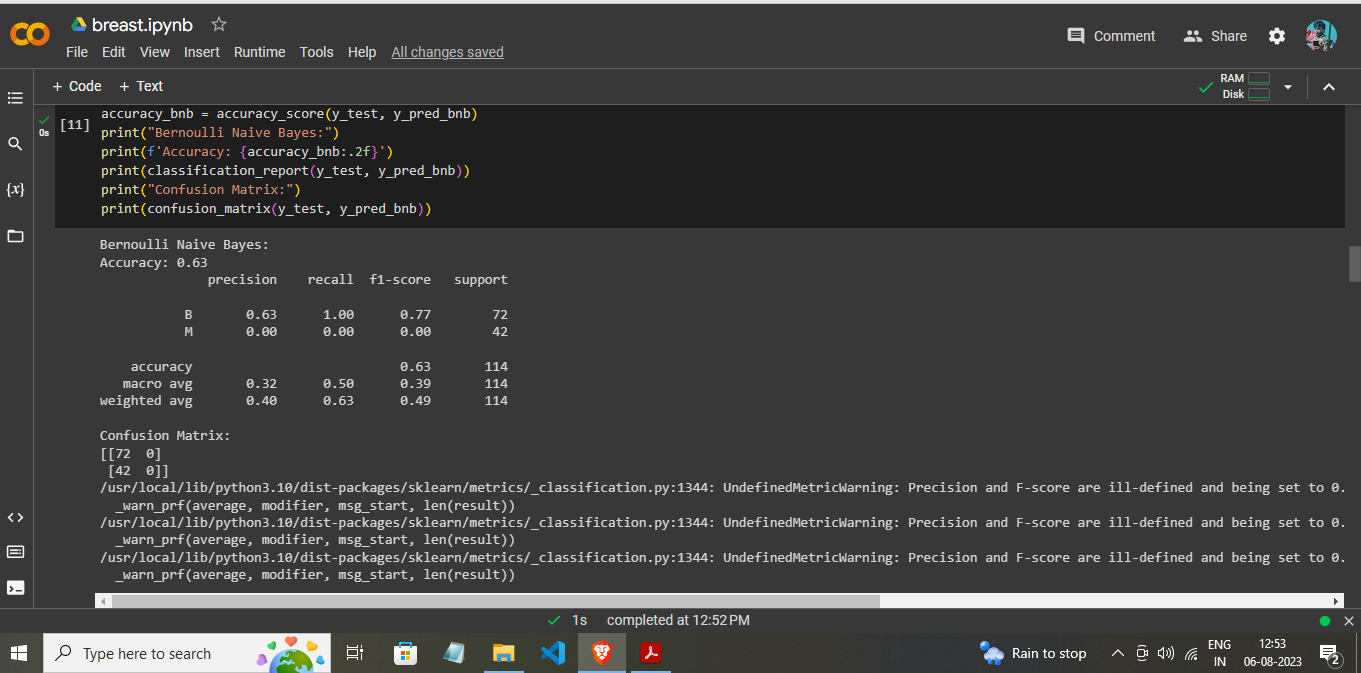 breast.ipynb
File Edit View Insert Runtime Tools Help All changes saved
Comment Share
+ Code + Text
RAM
Disk
0s
[11]
accuracy_bnb = accuracy_score(y_test, y_pred_bnb)
print("Bernoulli Naive Bayes:")
print(f'Accuracy: {accuracy_bnb:.2f}')
print(classification_report(y_test, y_pred_bnb))
print("Confusion Matrix:")
print(confusion_matrix(y_test, y_pred_bnb))
{x}
Bernoulli Naive Bayes:
Accuracy: 0.63
precision recall f1-score support
B 0.63 1.00 0.77 72
M 0.00 0.00 0.00 42
accuracy 0.63 114
macro avg 0.32 0.50 0.39 114
weighted avg 0.40 0.63 0.49 114
Confusion Matrix:
[[72 0]
[42 0]]
/usr/local/lib/python3.10/dist-packages/sklearn/metrics/_classification.py:1344: UndefinedMetricWarning: Precision and F-score are ill-defined and being set to 0.
_warn_prf(average, modifier, msg_start, len(result))
/usr/local/lib/python3.10/dist-packages/sklearn/metrics/_classification.py:1344: UndefinedMetricWarning: Precision and F-score are ill-defined and being set to 0.
_warn_prf(average, modifier, msg_start, len(result))
/usr/local/lib/python3.10/dist-packages/sklearn/metrics/_classification.py:1344: UndefinedMetricWarning: Precision and F-score are ill-defined and being set to 0.
_warn_prf(average, modifier, msg_start, len(result))
1s completed at 12:52 PM
Type here to search
Rain to stop
ENG
IN
12:53
06-08-2023
2